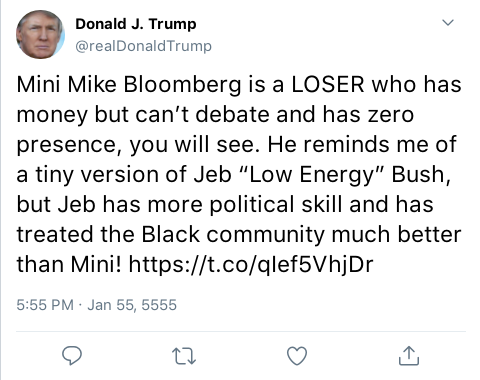 Donald J. Trump
@realDonaldTrump
Mini Mike Bloomberg is a LOSER who has
money but can’t debate and has zero
presence, you will see. He reminds me of
a tiny version of Jeb “Low Energy” Bush,
but Jeb has more political skill and has
treated the Black community much better
than Mini! https://t.co/qIef5VhjDr
5:55 PM · Jan 55, 5555